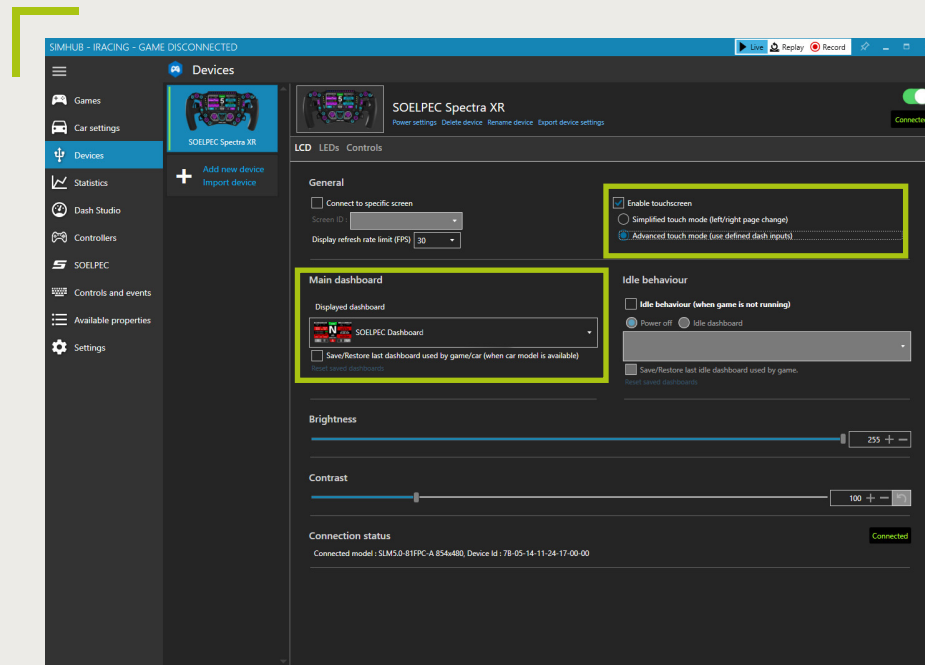 SIMHUB - IRACING - GAME DISCONNECTED
Live Replay Record
Devices
Games
Car settings
Devices
Statistics
Dash Studio
Controllers
SOELPEC
Controls and events
Available properties
Settings
SOELPEC Spectra XR
Add new device
Import device
SOELPEC Spectra XR
Power settings Delete device Rename device Export device settings
Connected
LCD LEDs Controls
General
Connect to specific screen
Screen ID :
Display refresh rate limit (FPS) 30
Enable touchscreen
Simplified touch mode (left/right page change)
Advanced touch mode (use defined dash inputs)
Main dashboard
Displayed dashboard
N SOELPEC Dashboard
Save/Restore last dashboard used by game/car (when car model is available)
Reset saved dashboards
Idle behaviour
Idle behaviour (when game is not running)
Power off Idle dashboard
Save/Restore last idle dashboard used by game.
Reset saved dashboards
Brightness
255
Contrast
100
Connection status
Connected
Connected model : SLM5.0-81FPC-A 854x480, Device Id : 78-05-14-11-24-17-00-00